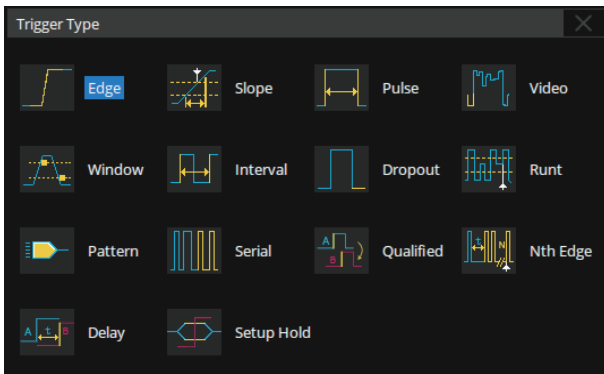 Trigger Type
Edge Slope Pulse Video
Window Interval Dropout Runt
Pattern Serial A B Qualified t N Nth Edge
A t B Delay Setup Hold